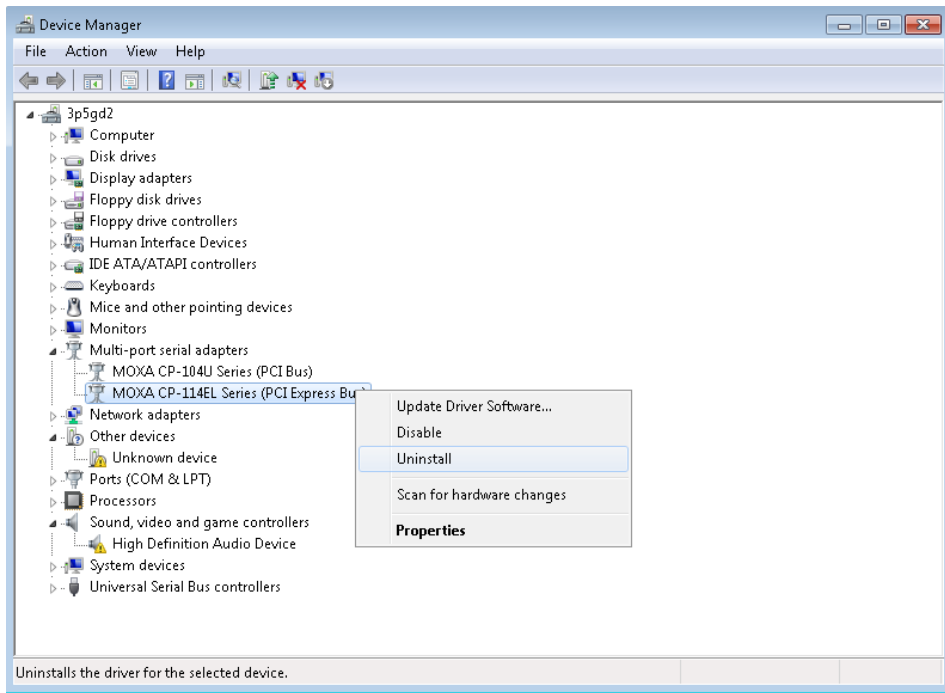 Device Manager
File Action View Help
3p5gd2
Computer
Disk drives
Display adapters
Floppy disk drives
Floppy drive controllers
Human Interface Devices
IDE ATA/ATAPI controllers
Keyboards
Mice and other pointing devices
Monitors
Multi-port serial adapters
MOXA CP-104U Series (PCI Bus)
MOXA CP-114EL Series (PCI Express Bu
Network adapters
Other devices
Unknown device
Ports (COM & LPT)
Processors
Sound, video and game controllers
High Definition Audio Device
System devices
Universal Serial Bus controllers
Update Driver Software...
Disable
Uninstall
Scan for hardware changes
Properties
Uninstalls the driver for the selected device.